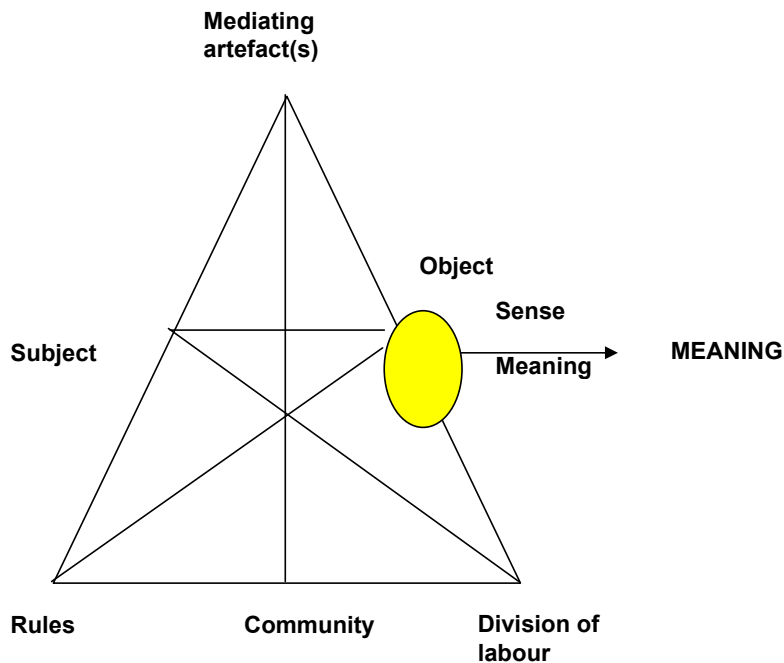 Mediating
artefact(s)
Object
Sense
Subject
Meaning
MEANING
Rules
Community
Division of
labour